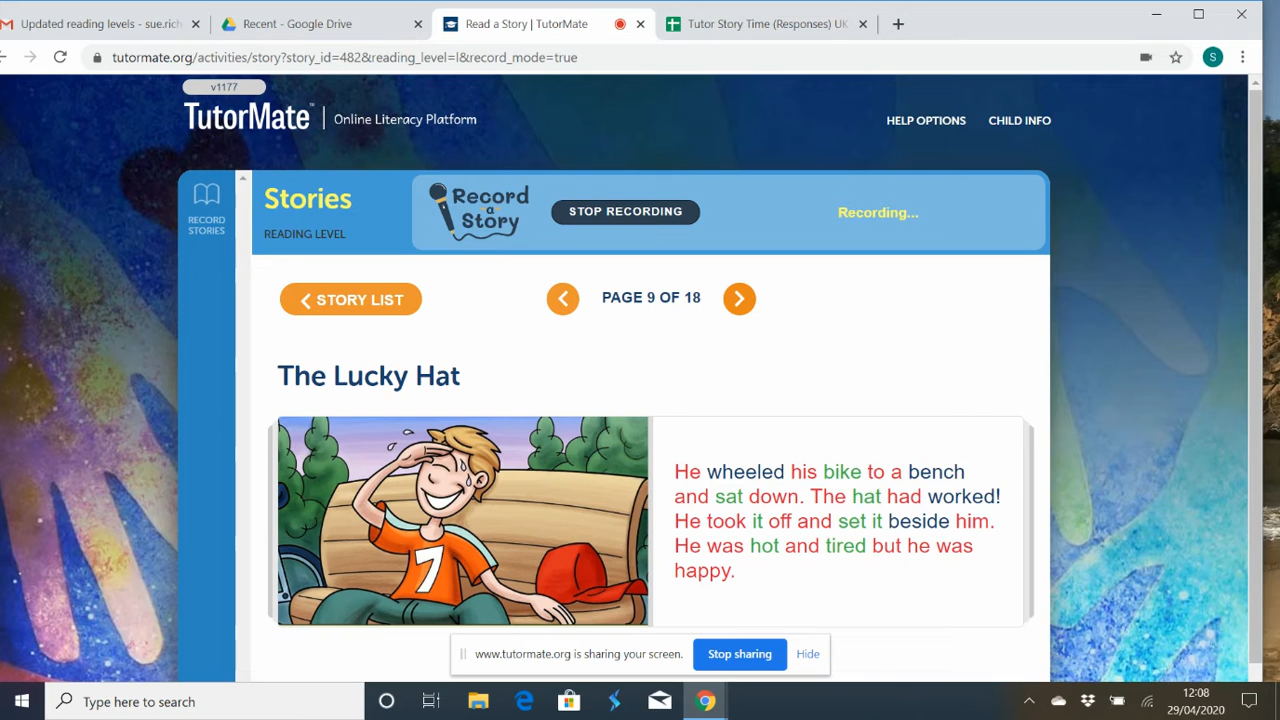 Updated reading levels - sue.rich
Recent - Google Drive
Read a Story | TutorMate
Tutor Story Time (Responses) UK
tutormate.org/activities/story?story_id=482&reading_level=l&record_mode=true
S
v1177
TutorMate™ | Online Literacy Platform
HELP OPTIONS
CHILD INFO
RECORD
STORIES
Stories
READING LEVEL
Record
a
Story
STOP RECORDING
Recording...
STORY LIST
PAGE 9 OF 18
The Lucky Hat
7
He wheeled his bike to a bench
and sat down. The hat had worked!
He took it off and set it beside him.
He was hot and tired but he was
happy.
www.tutormate.org is sharing your screen.
Stop sharing
Hide
Type here to search
12:08
29/04/2020